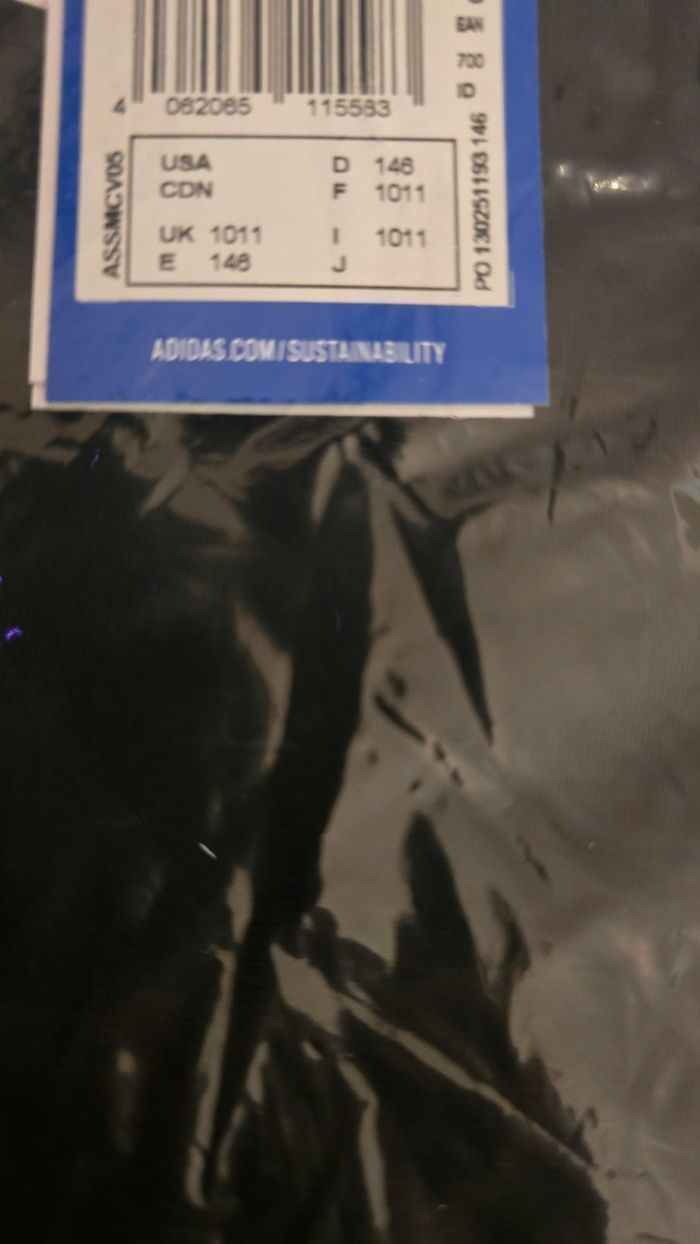 EAN
700
ID
4 062065 115583
USA D 146
CDN F 1011
UK 1011 I 1011
E 146 J
ASSMCV05
PO 130251193 146
ADIDAS.COM/SUSTAINABILITY